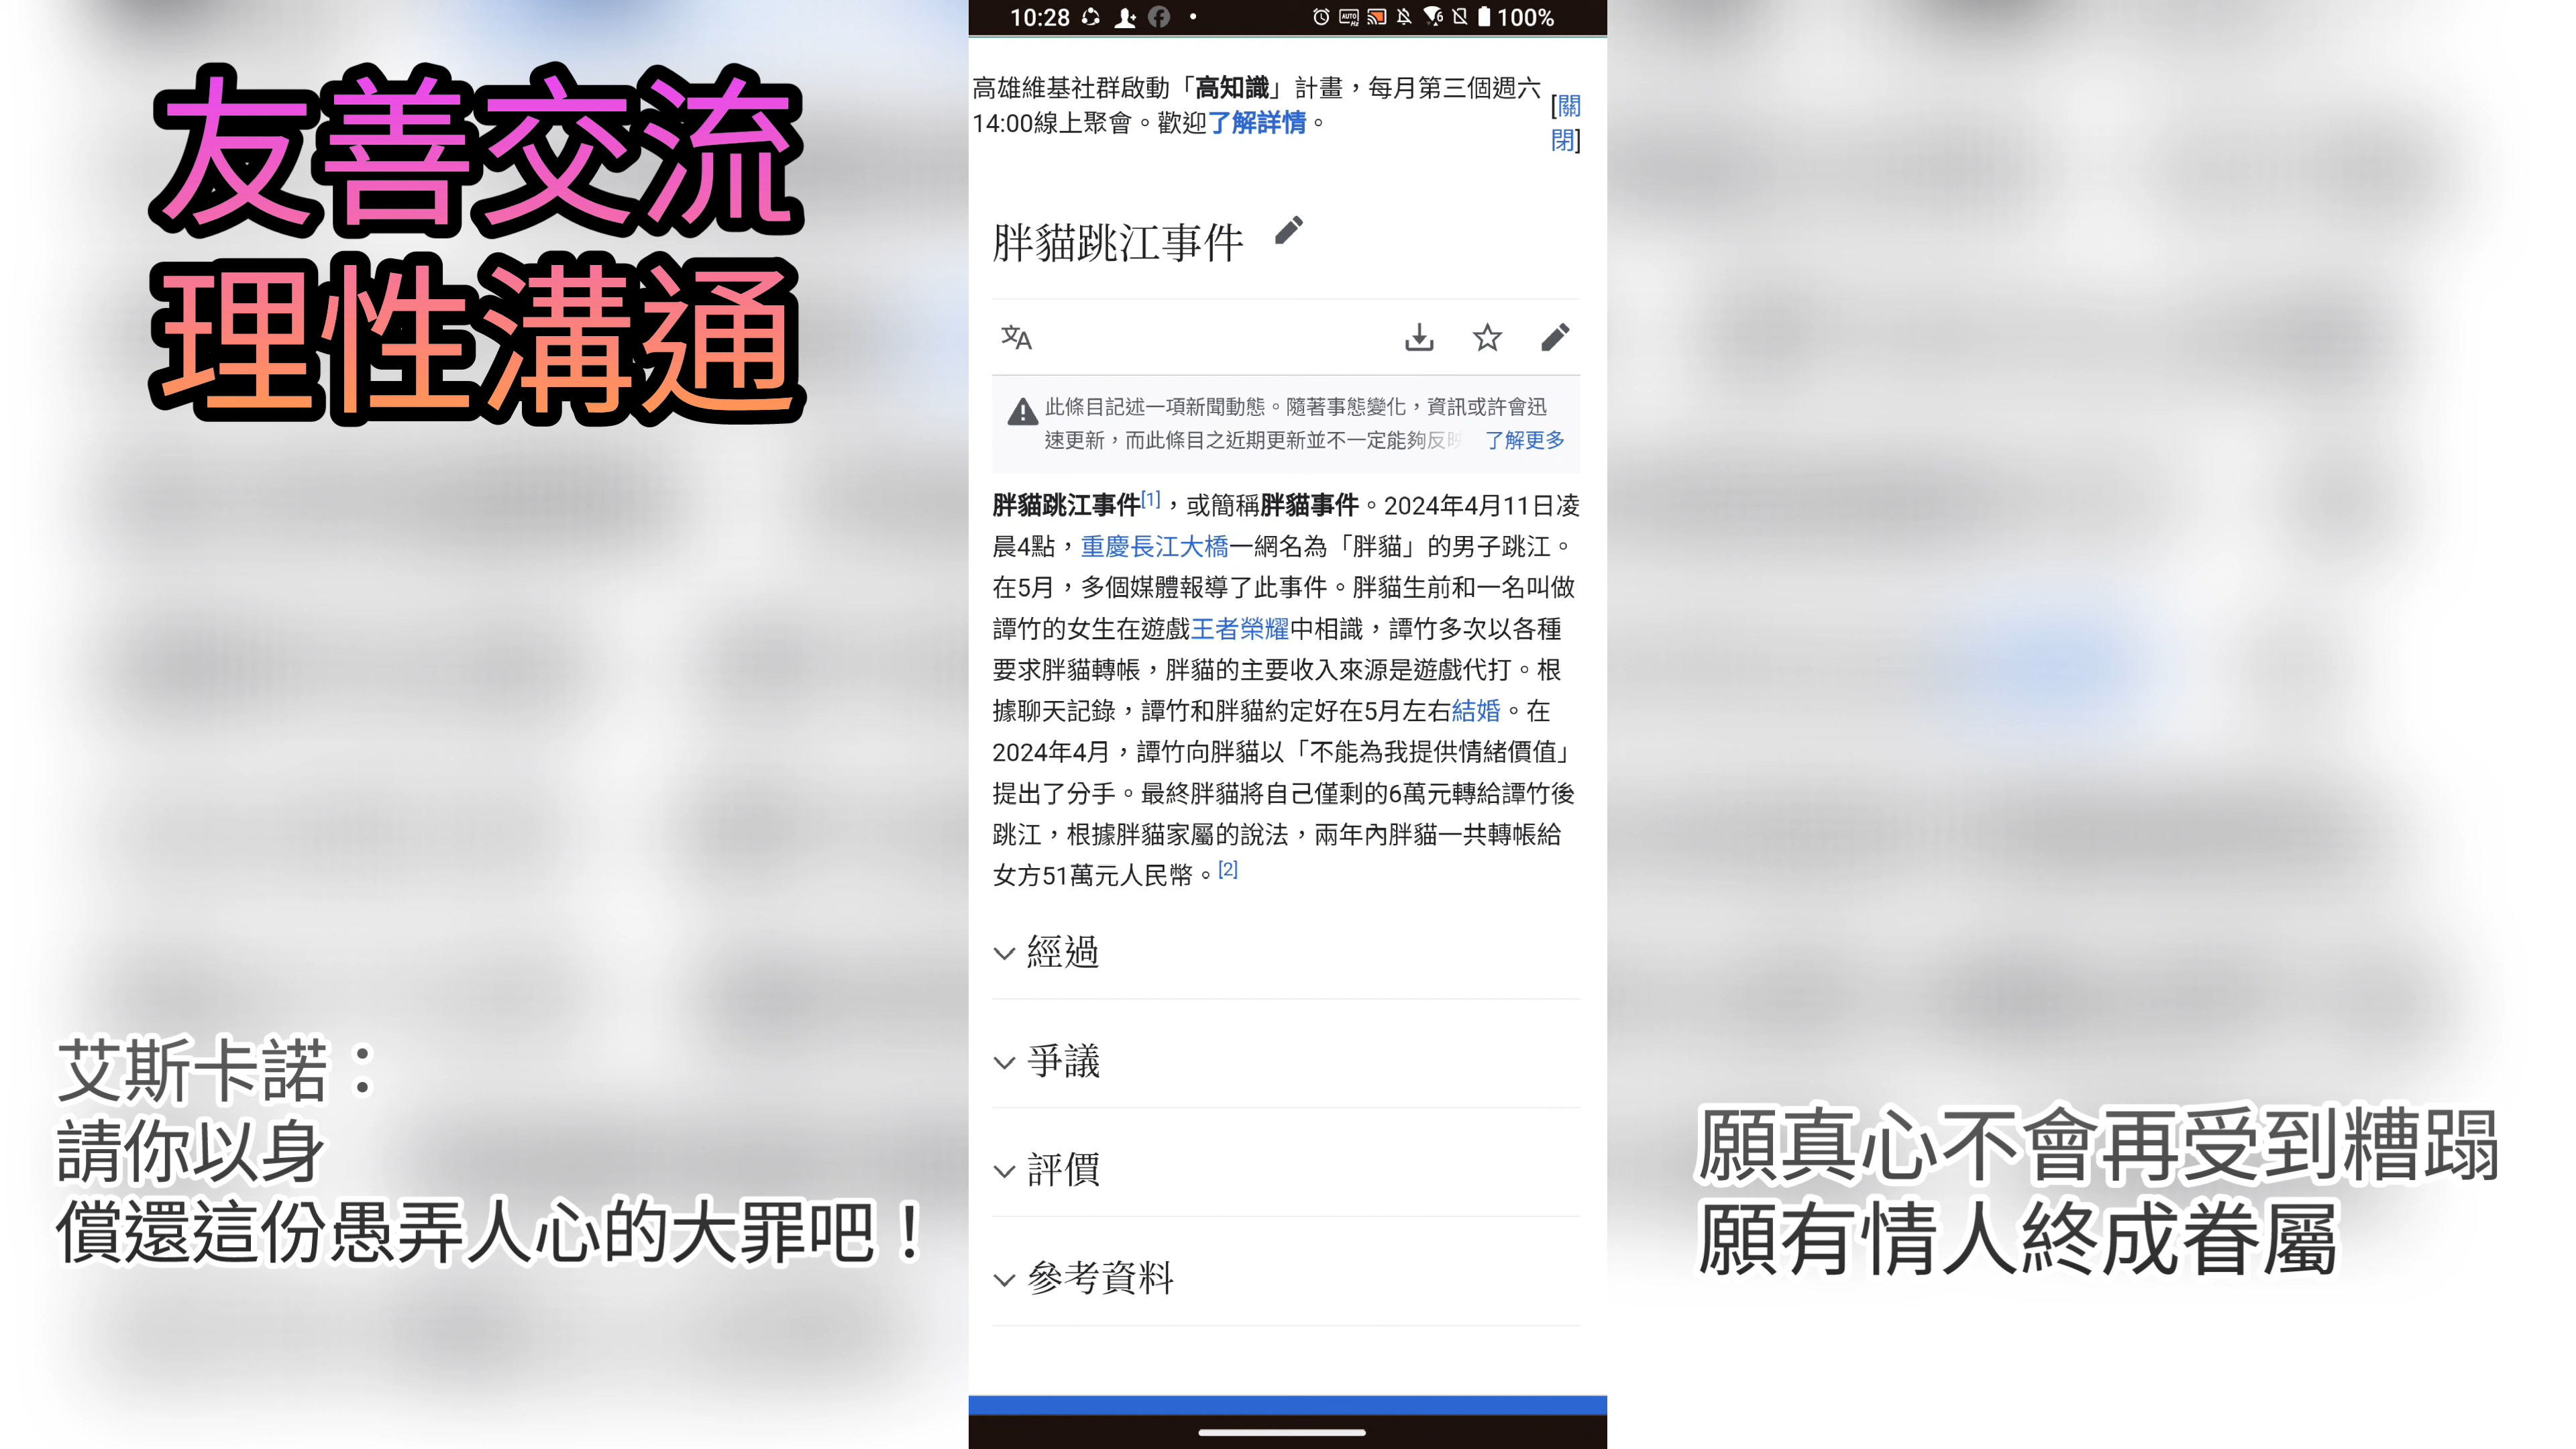 友善交流
理性溝通
艾斯卡諾：
請你以身
償還這份愚弄人心的大罪吧！
10:28
100%
高雄維基社群啟動「高知識」計畫，每月第三個週六
14:00線上聚會。歡迎了解詳情。
[關
閉]
胖貓跳江事件
此條目記述一項新聞動態。隨著事態變化，資訊或許會迅
速更新，而此條目之近期更新並不一定能夠反映 了解更多
胖貓跳江事件[1]，或簡稱胖貓事件。2024年4月11日凌
晨4點，重慶長江大橋一網名為「胖貓」的男子跳江。
在5月，多個媒體報導了此事件。胖貓生前和一名叫做
譚竹的女生在遊戲王者榮耀中相識，譚竹多次以各種
要求胖貓轉帳，胖貓的主要收入來源是遊戲代打。根
據聊天記錄，譚竹和胖貓約定好在5月左右結婚。在
2024年4月，譚竹向胖貓以「不能為我提供情緒價值」
提出了分手。最終胖貓將自己僅剩的6萬元轉給譚竹後
跳江，根據胖貓家屬的說法，兩年內胖貓一共轉帳給
女方51萬元人民幣。[2]
經過
爭議
評價
參考資料
願真心不會再受到糟蹋
願有情人終成眷屬